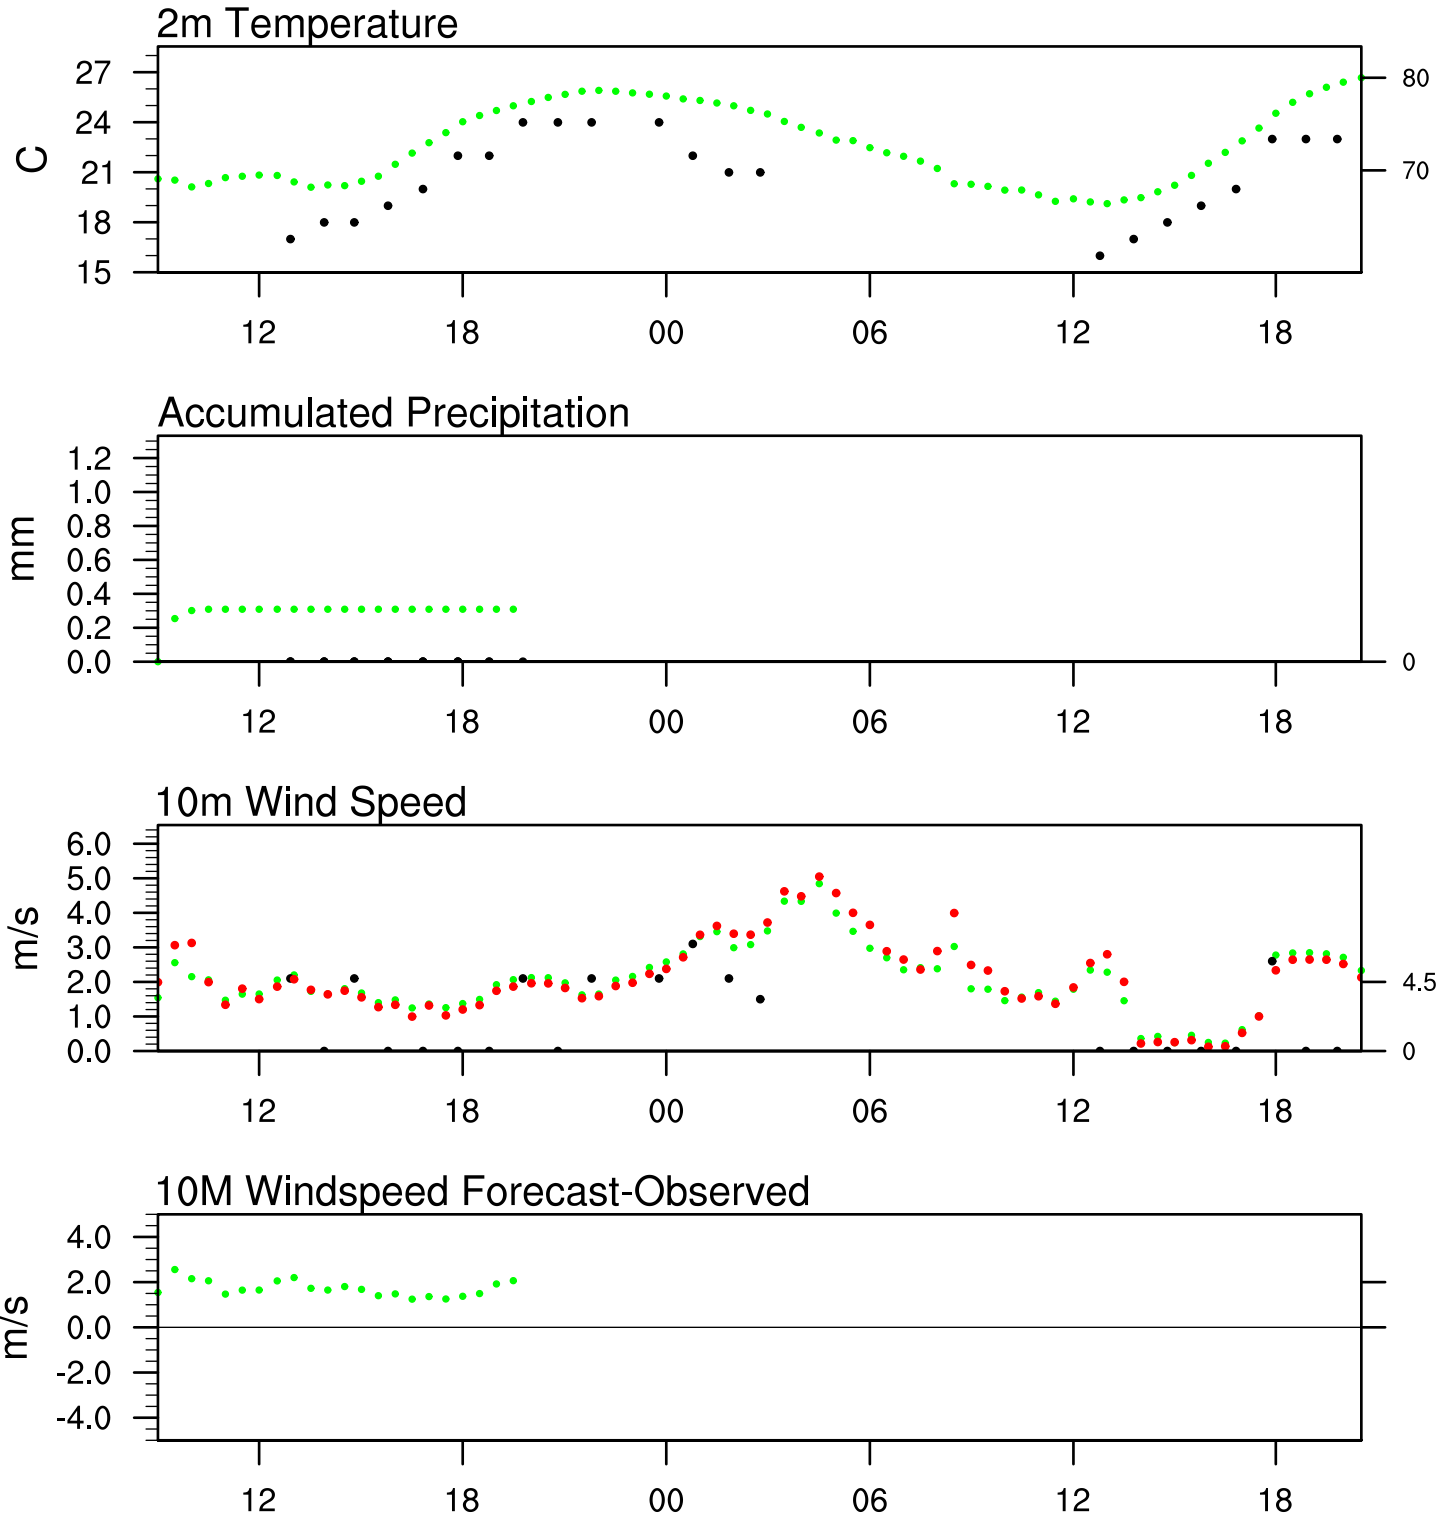 2m Temperature
C
27
24
21
18
15
80
70
12 18 00 06 12 18
Accumulated Precipitation
mm
1.2
1.0
0.8
0.6
0.4
0.2
0.0
0
12 18 00 06 12 18
10m Wind Speed
m/s
6.0
5.0
4.0
3.0
2.0
1.0
0.0
4.5
0
12 18 00 06 12 18
10M Windspeed Forecast-Observed
m/s
4.0
2.0
0.0
-2.0
-4.0
12 18 00 06 12 18